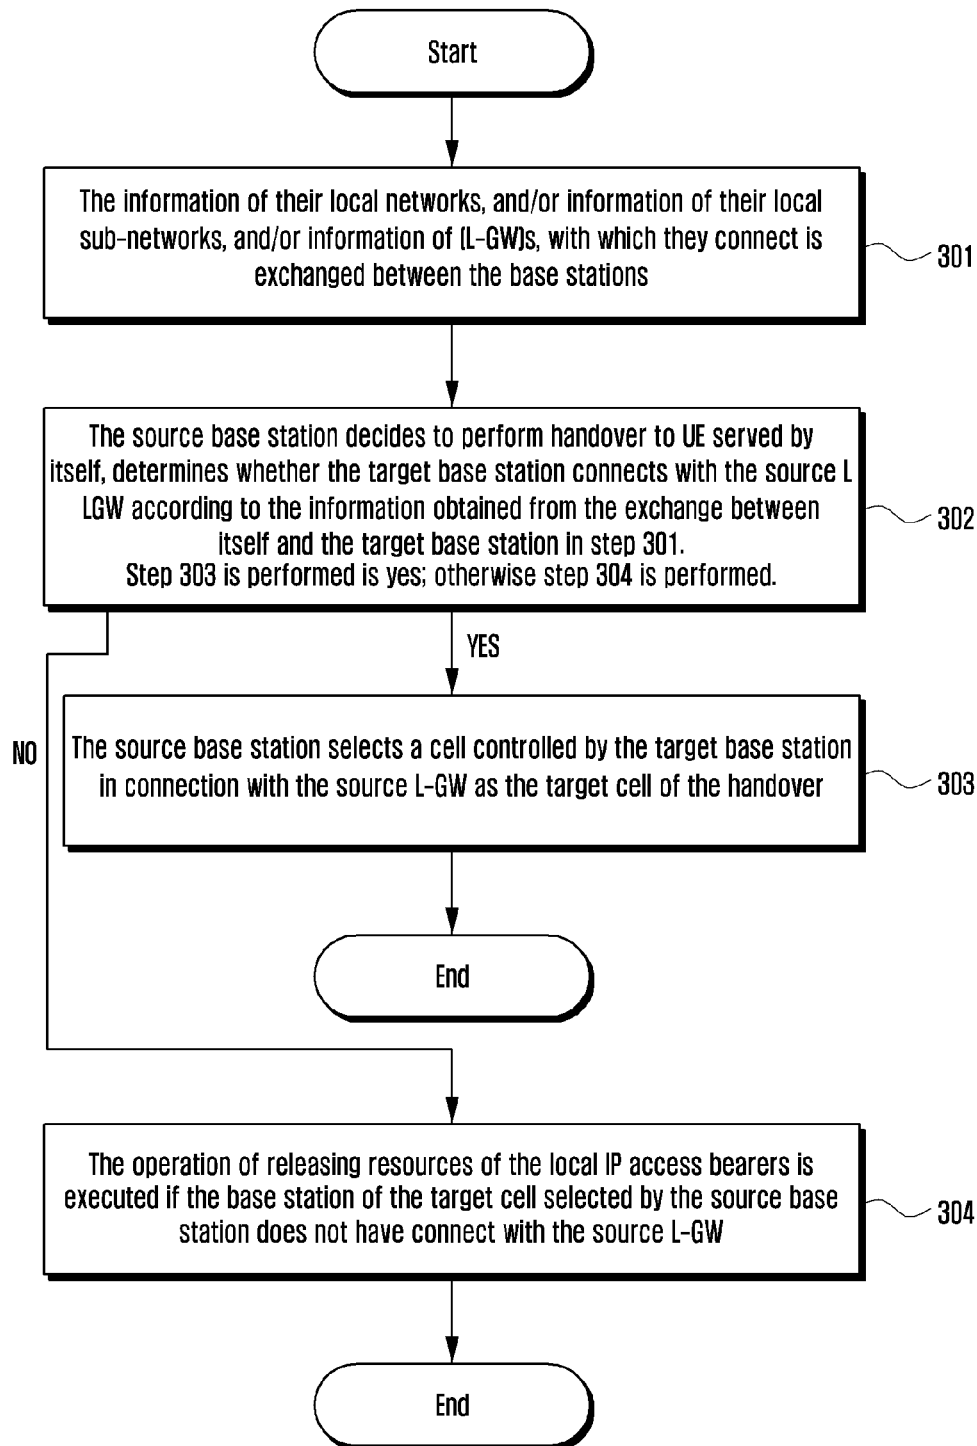 Start
The information of their local networks, and/or information of their local
sub-networks, and/or information of (L-GW)s, with which they connect is
exchanged between the base stations
301
The source base station decides to perform handover to UE served by
itself, determines whether the target base station connects with the source L
LGW according to the information obtained from the exchange between
itself and the target base station in step 301.
Step 303 is performed is yes; otherwise step 304 is performed.
302
YES
NO
The source base station selects a cell controlled by the target base station
in connection with the source L-GW as the target cell of the handover
303
End
The operation of releasing resources of the local IP access bearers is
executed if the base station of the target cell selected by the source base
station does not have connect with the source L-GW
304
End